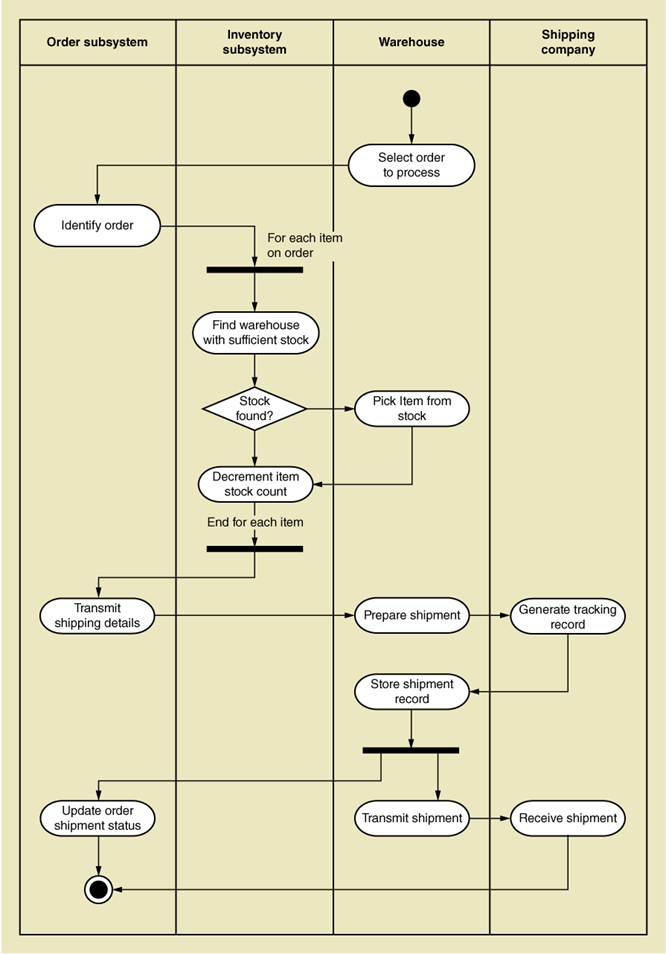 Order subsystem
Inventory
subsystem
Warehouse
Shipping
company
Select order
to process
Identify order
For each item
on order
Find warehouse
with sufficient stock
Stock
found?
Pick Item from
stock
Decrement item
stock count
End for each item
Transmit
shipping details
Prepare shipment
Generate tracking
record
Store shipment
record
Update order
shipment status
Transmit shipment
Receive shipment